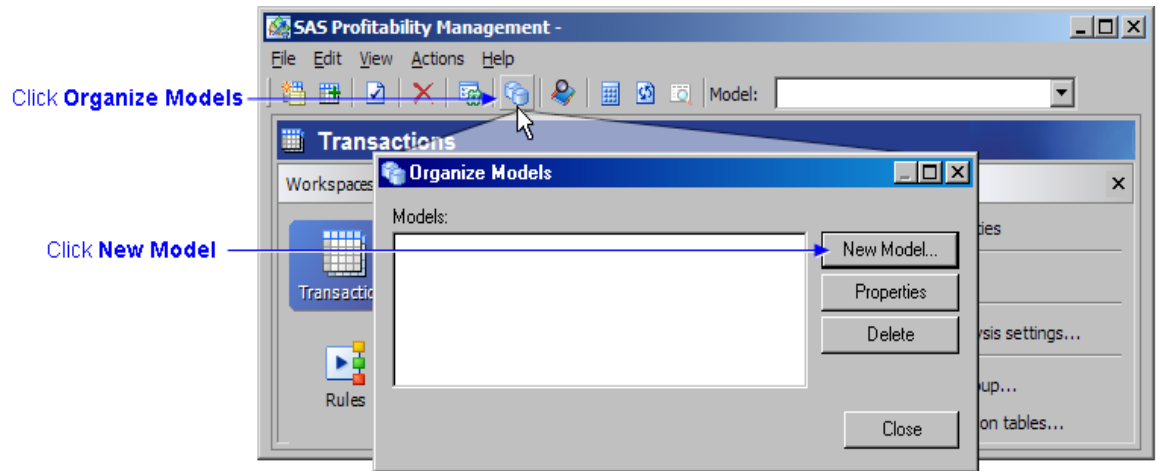 SAS Profitability Management -
File Edit View Actions Help
Click Organize Models
Model:
Transactions
Workspaces
Organize Models
Models:
ties
Click New Model
New Model...
Transactio
Properties
Delete
ysis settings...
Rules
up...
Close
on tables...